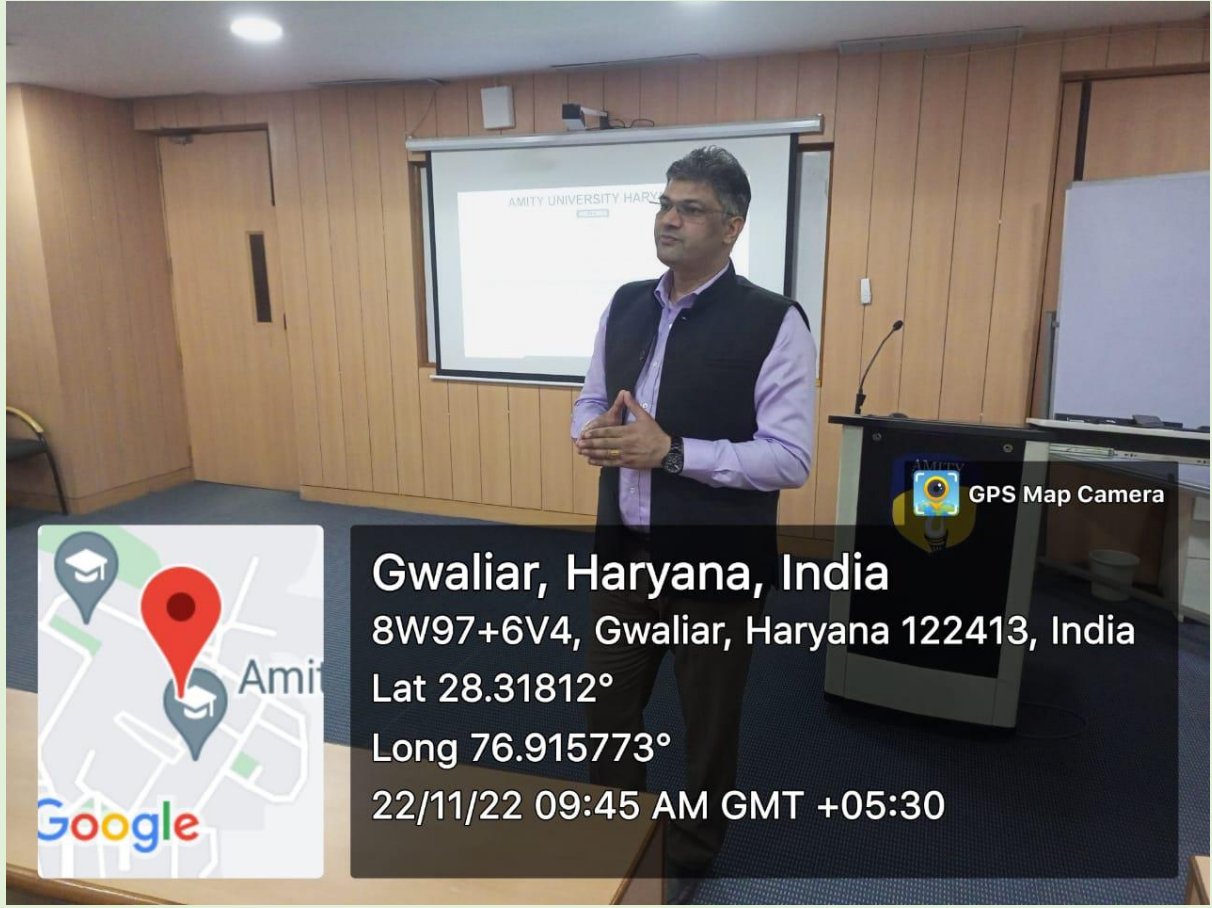 AMITY UNIVERSITY HARY
AMITY
GPS Map Camera
Amit
Google
Gwaliar, Haryana, India
8W97+6V4, Gwaliar, Haryana 122413, India
Lat 28.31812°
Long 76.915773°
22/11/22 09:45 AM GMT +05:30